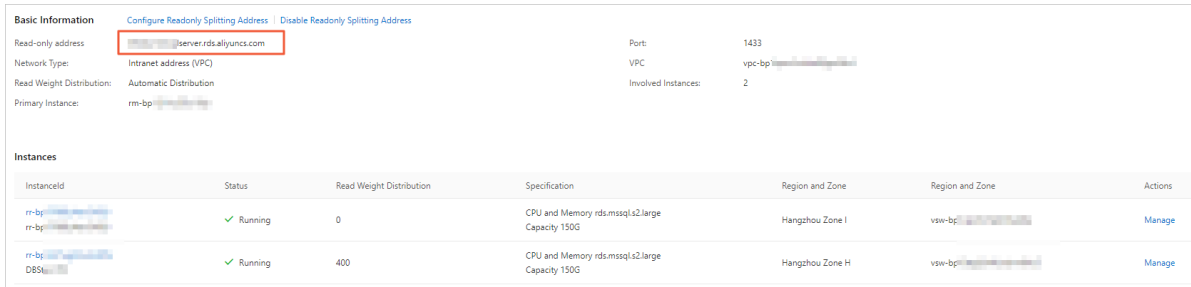 Basic Information Configure Readonly Splitting Address | Disable Readonly Splitting Address
Read-only address lserver.rds.aliyuncs.com Port: 1433
Network Type: Intranet address (VPC) VPC vpc-bp1
Read Weight Distribution: Automatic Distribution Involved Instances: 2
Primary Instance: rm-bp
Instances
InstanceId Status Read Weight Distribution Specification Region and Zone Region and Zone Actions
rr-bp CPU and Memory rds.mssql.s2.large
Running 0 Hangzhou Zone I vsw-bp Manage
rr-bp Capacity 150G
rr-bp CPU and Memory rds.mssql.s2.large
Running 400 Hangzhou Zone H vsw-bp Manage
DBSt Capacity 150G